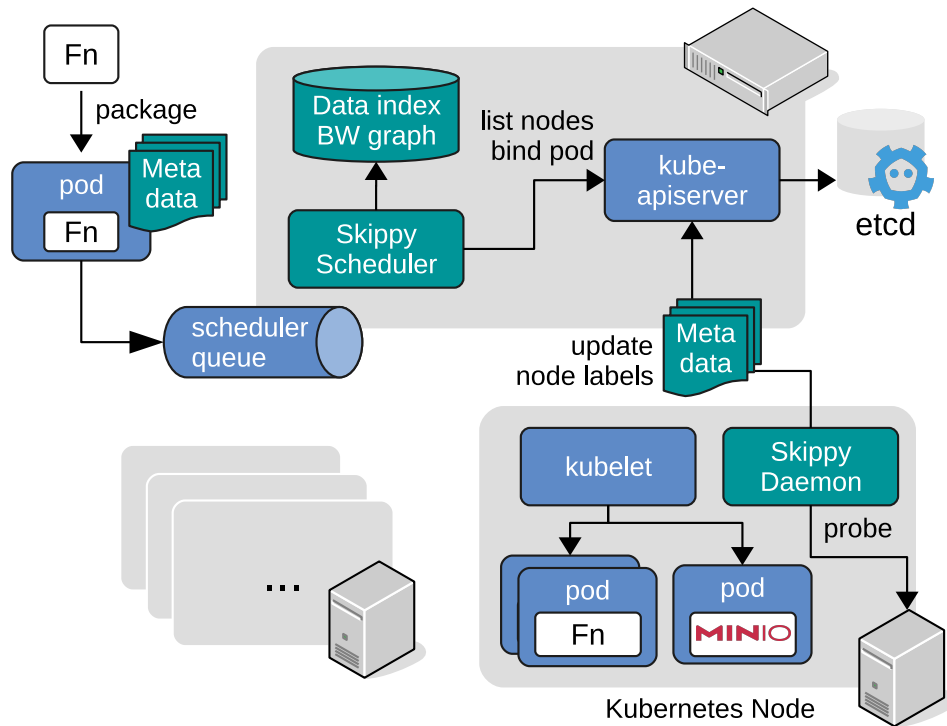 Fn
package
pod
Fn
Meta
data
scheduler
queue
Data index
BW graph
Skippy
Scheduler
list nodes
bind pod
kube-
apiserver
etcd
update
node labels
Meta
data
kubelet
Skippy
Daemon
probe
pod
Fn
pod
MINIO
Kubernetes Node
...